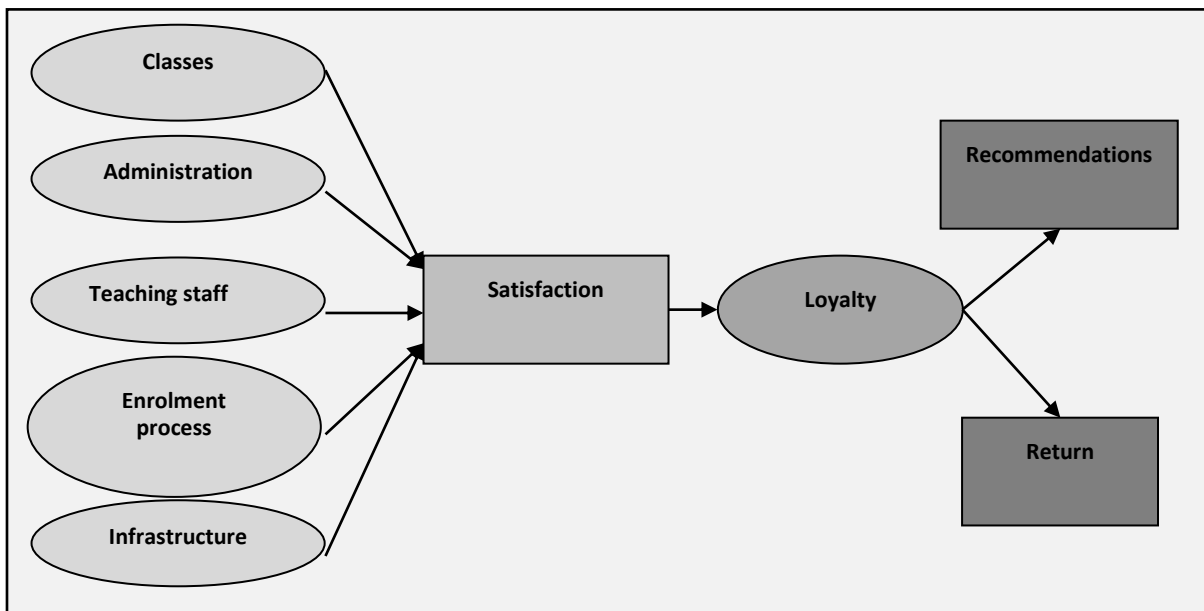 Classes
Administration
Teaching staff
Enrolment
process
Infrastructure
Satisfaction
Loyalty
Recommendations
Return